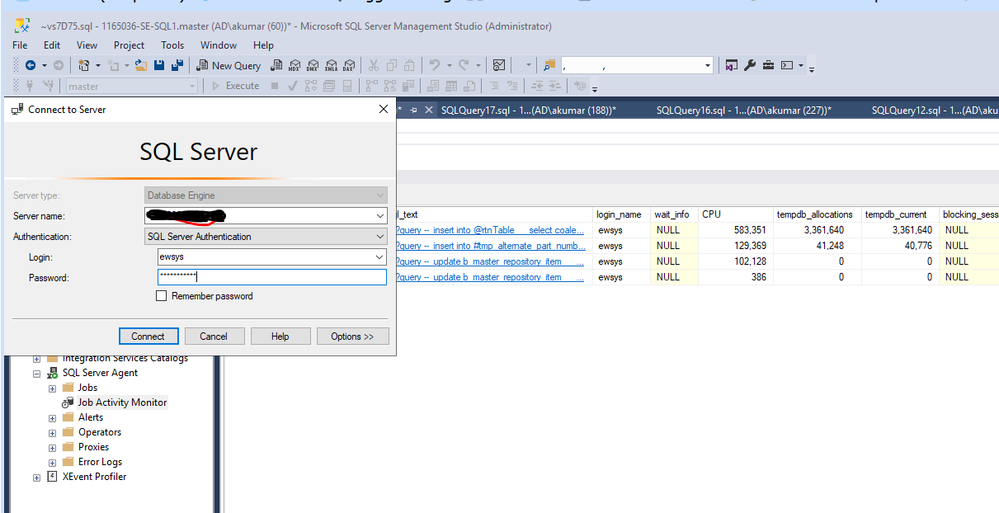 ~vs7D75.sql - 1165036-SE-SQL1.master (AD\akumar (60))* - Microsoft SQL Server Management Studio (Administrator)
File Edit View Project Tools Window Help
New Query MDX DMX XMLA DAX
master Execute
Connect to Server
SQL Server
Server type: Database Engine
Server name:
Authentication: SQL Server Authentication
Login: ewsys
Password: ***********
Remember password
Connect Cancel Help Options >>
* SQLQuery17.sql - 1...(AD\akumar (188))* SQLQuery16.sql - 1...(AD\akumar (227))* SQLQuery12.sql - 1...(AD\aku
l_text login_name wait_info CPU tempdb_allocations tempdb_current blocking_sessi
?query -- insert into @rtnTable select coale... ewsys NULL 583,351 3,361,640 3,361,640 NULL
?query -- insert into #tmp_alternate_part_numb... ewsys NULL 129,369 41,248 40,776 NULL
?query -- update b_master_repository_item ... ewsys NULL 102,128 0 0 NULL
?query -- update b_master_repository_item ... ewsys NULL 386 0 0 NULL
Integration Services Catalogs
SQL Server Agent
Jobs
Job Activity Monitor
Alerts
Operators
Proxies
Error Logs
XEvent Profiler